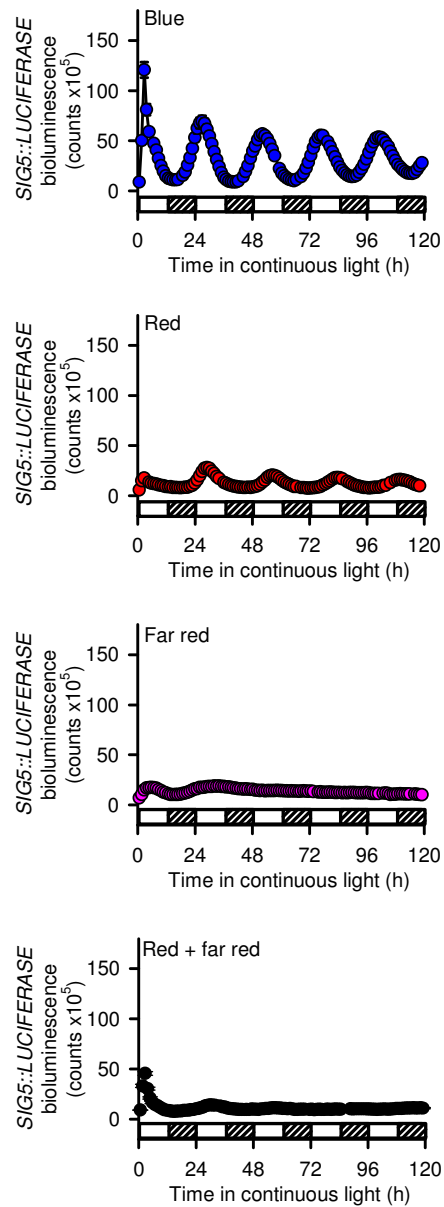 Blue
SIG5::LUCIFERASE
bioluminescence
(counts x10⁵)
150
100
50
0
0 24 48 72 96 120
Time in continuous light (h)
Red
SIG5::LUCIFERASE
bioluminescence
(counts x10⁵)
150
100
50
0
0 24 48 72 96 120
Time in continuous light (h)
Far red
SIG5::LUCIFERASE
bioluminescence
(counts x10⁵)
150
100
50
0
0 24 48 72 96 120
Time in continuous light (h)
Red + far red
SIG5::LUCIFERASE
bioluminescence
(counts x10⁵)
150
100
50
0
0 24 48 72 96 120
Time in continuous light (h)